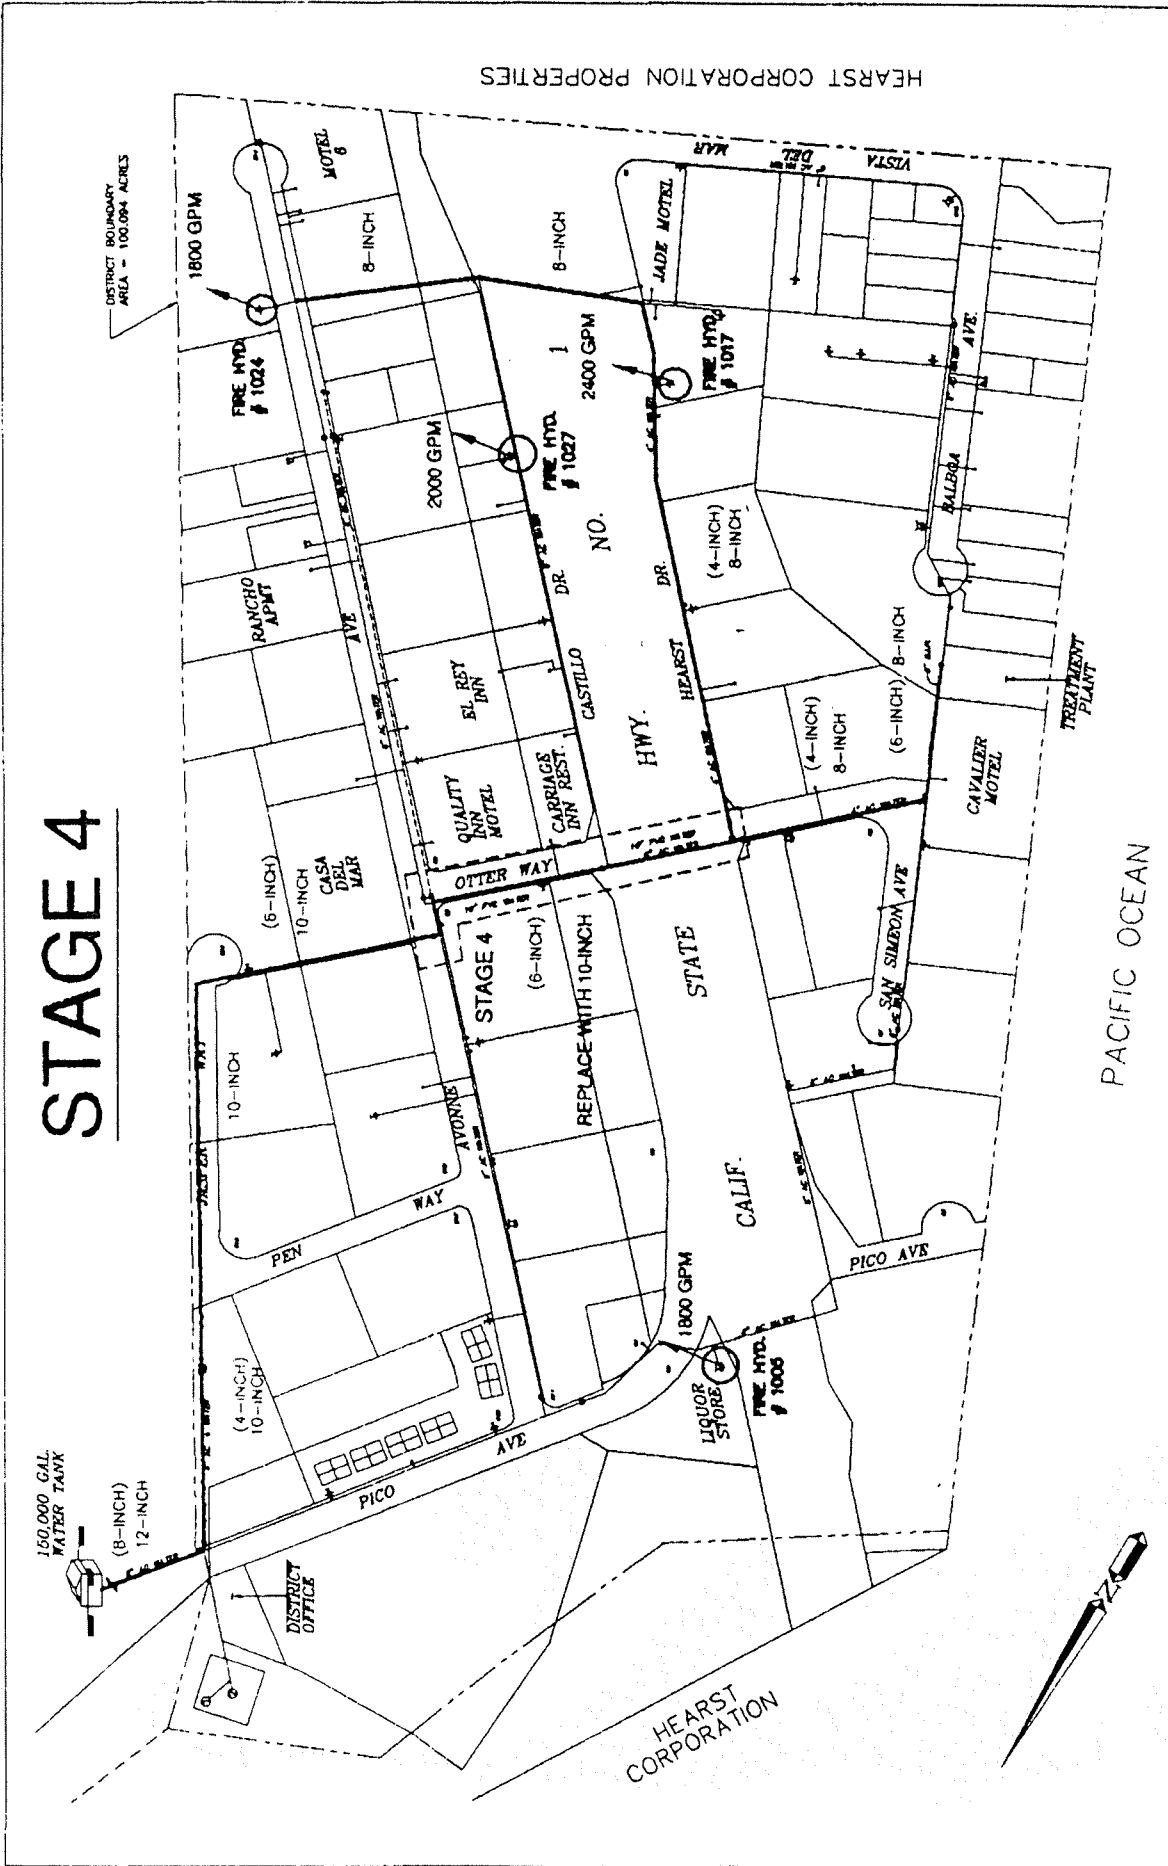 STAGE 4
150,000 GAL.
WATER TANK
(8-INCH)
12-INCH
DISTRICT
OFFICE
HEARST
CORPORATION
JASPER WAY
(4-INCH)
10-INCH
10-INCH
PEN WAY
PICO AVE
AVONNE AVE
LIQUOR
STORE
FIRE HYD.
# 1005
1800 GPM
PICO AVE
CALIF.
STATE
HWY.
NO.
1
REPLACE WITH 10-INCH
STAGE 4
(6-INCH)
OTTER WAY
(6-INCH)
10-INCH
CASA
DEL
MAR
QUALITY
INN
MOTEL
CARRIAGE
INN REST.
EL REY
INN
RANCHO
APMT
CASTILLO DR.
HEARST DR.
SAN SIMEON AVE
CAVALIER
MOTEL
TREATMENT
PLANT
(4-INCH)
8-INCH
(6-INCH) 8-INCH
(4-INCH)
8-INCH
BALBOA AVE.
VISTA DEL MAR
JADE MOTEL
FIRE HYD.
# 1017
2400 GPM
FIRE HYD.
# 1027
2000 GPM
FIRE HYD.
# 1024
1800 GPM
8-INCH
8-INCH
MOTEL
6
DISTRICT BOUNDARY
AREA = 100.094 ACRES
HEARST CORPORATION PROPERTIES
PACIFIC OCEAN
N